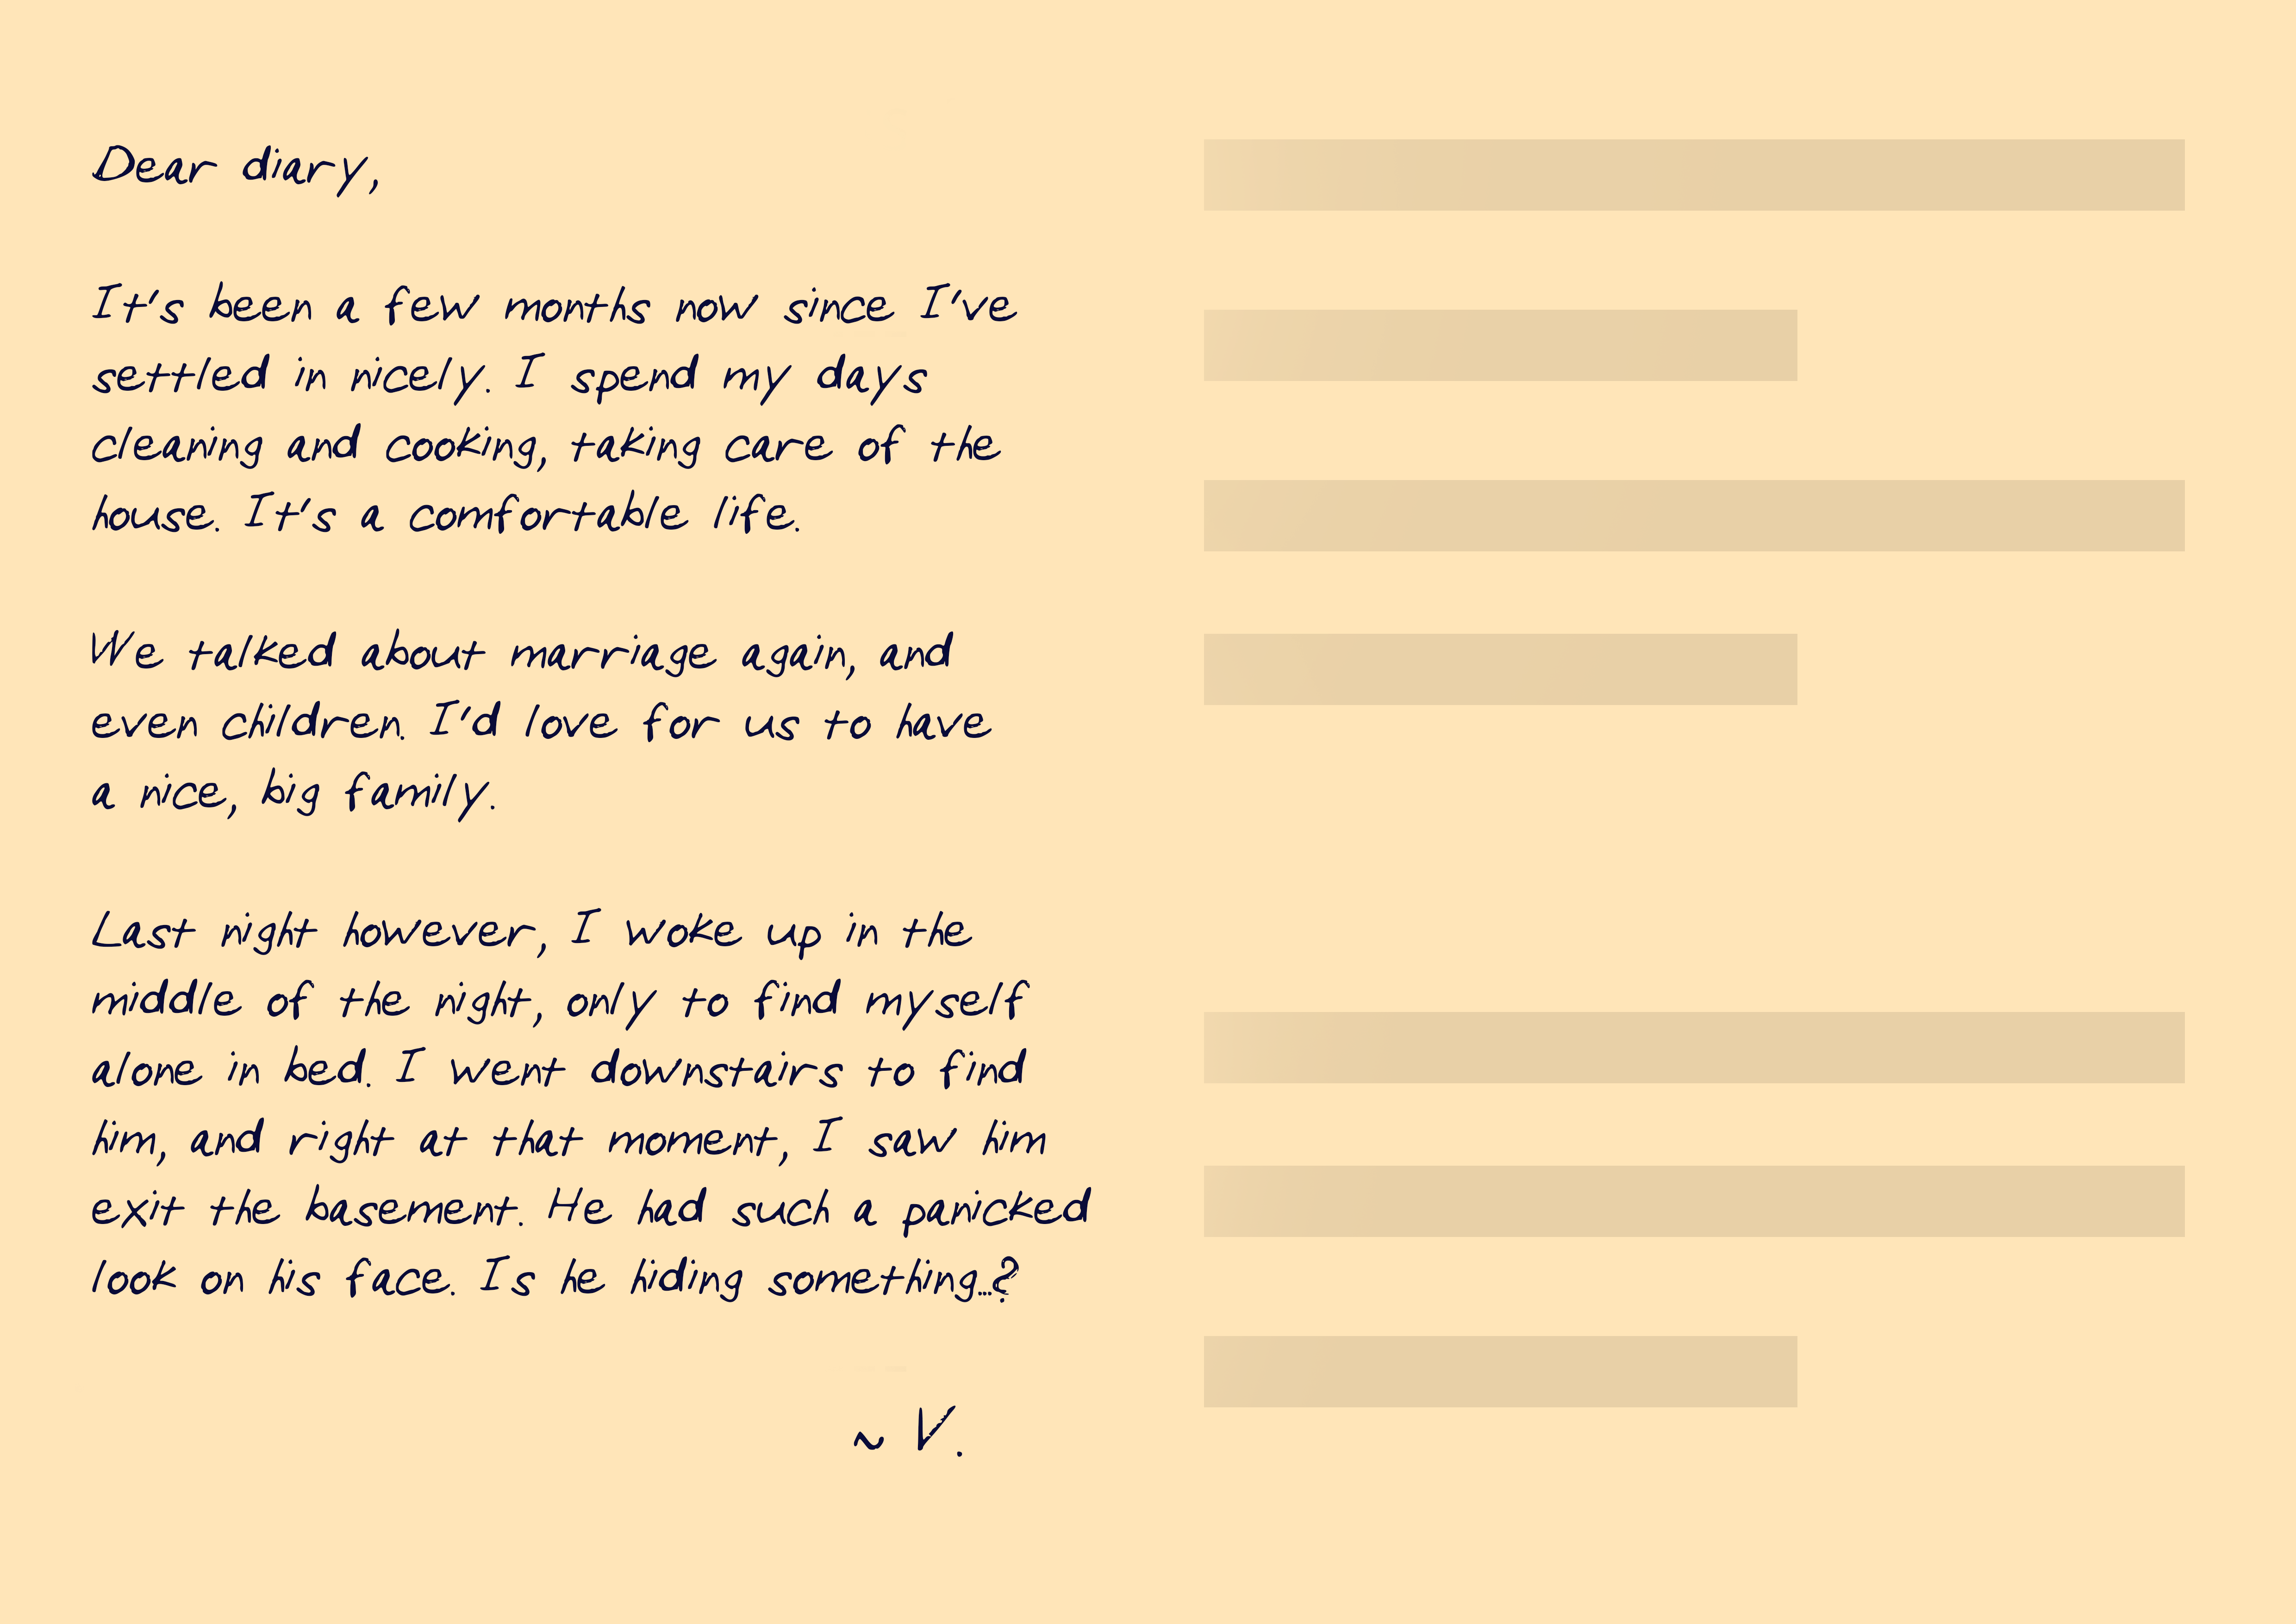 Dear diary,
It's been a few months now since I've
settled in nicely. I spend my days
cleaning and cooking, taking care of the
house. It's a comfortable life.
We talked about marriage again, and
even children. I'd love for us to have
a nice, big family.
Last night however, I woke up in the
middle of the night, only to find myself
alone in bed. I went downstairs to find
him, and right at that moment, I saw him
exit the basement. He had such a panicked
look on his face. Is he hiding something...?
~ V.